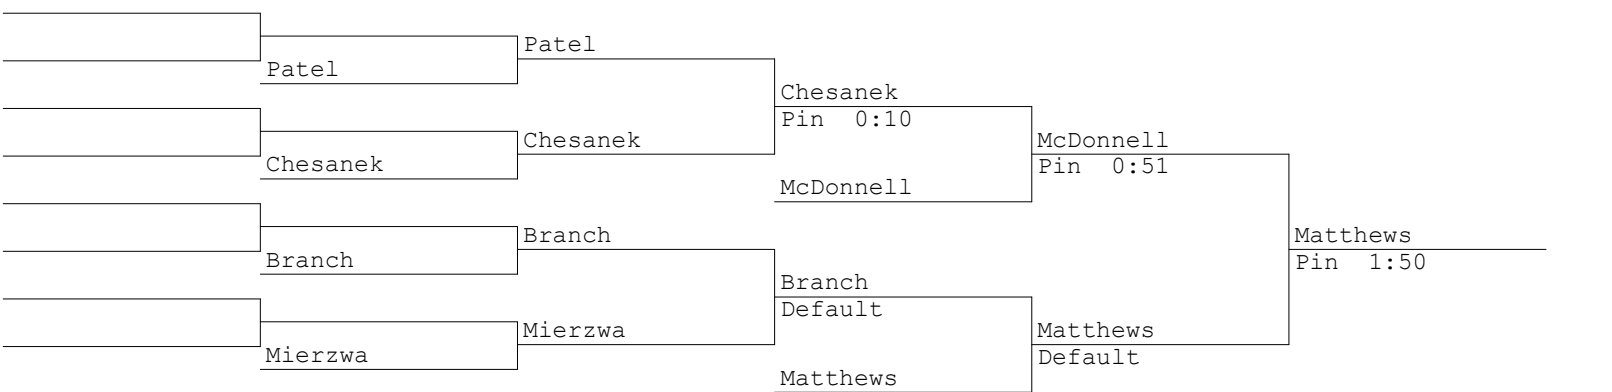 Patel
Patel
Chesanek
Pin 0:10
Chesanek
McDonnell
Pin 0:51
Chesanek
McDonnell
Branch
Matthews
Pin 1:50
Branch
Branch
Default
Mierzwa
Matthews
Default
Mierzwa
Matthews